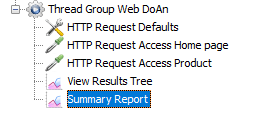 Thread Group Web DoAn
HTTP Request Defaults
HTTP Request Access Home page
HTTP Request Access Product
View Results Tree
Summary Report